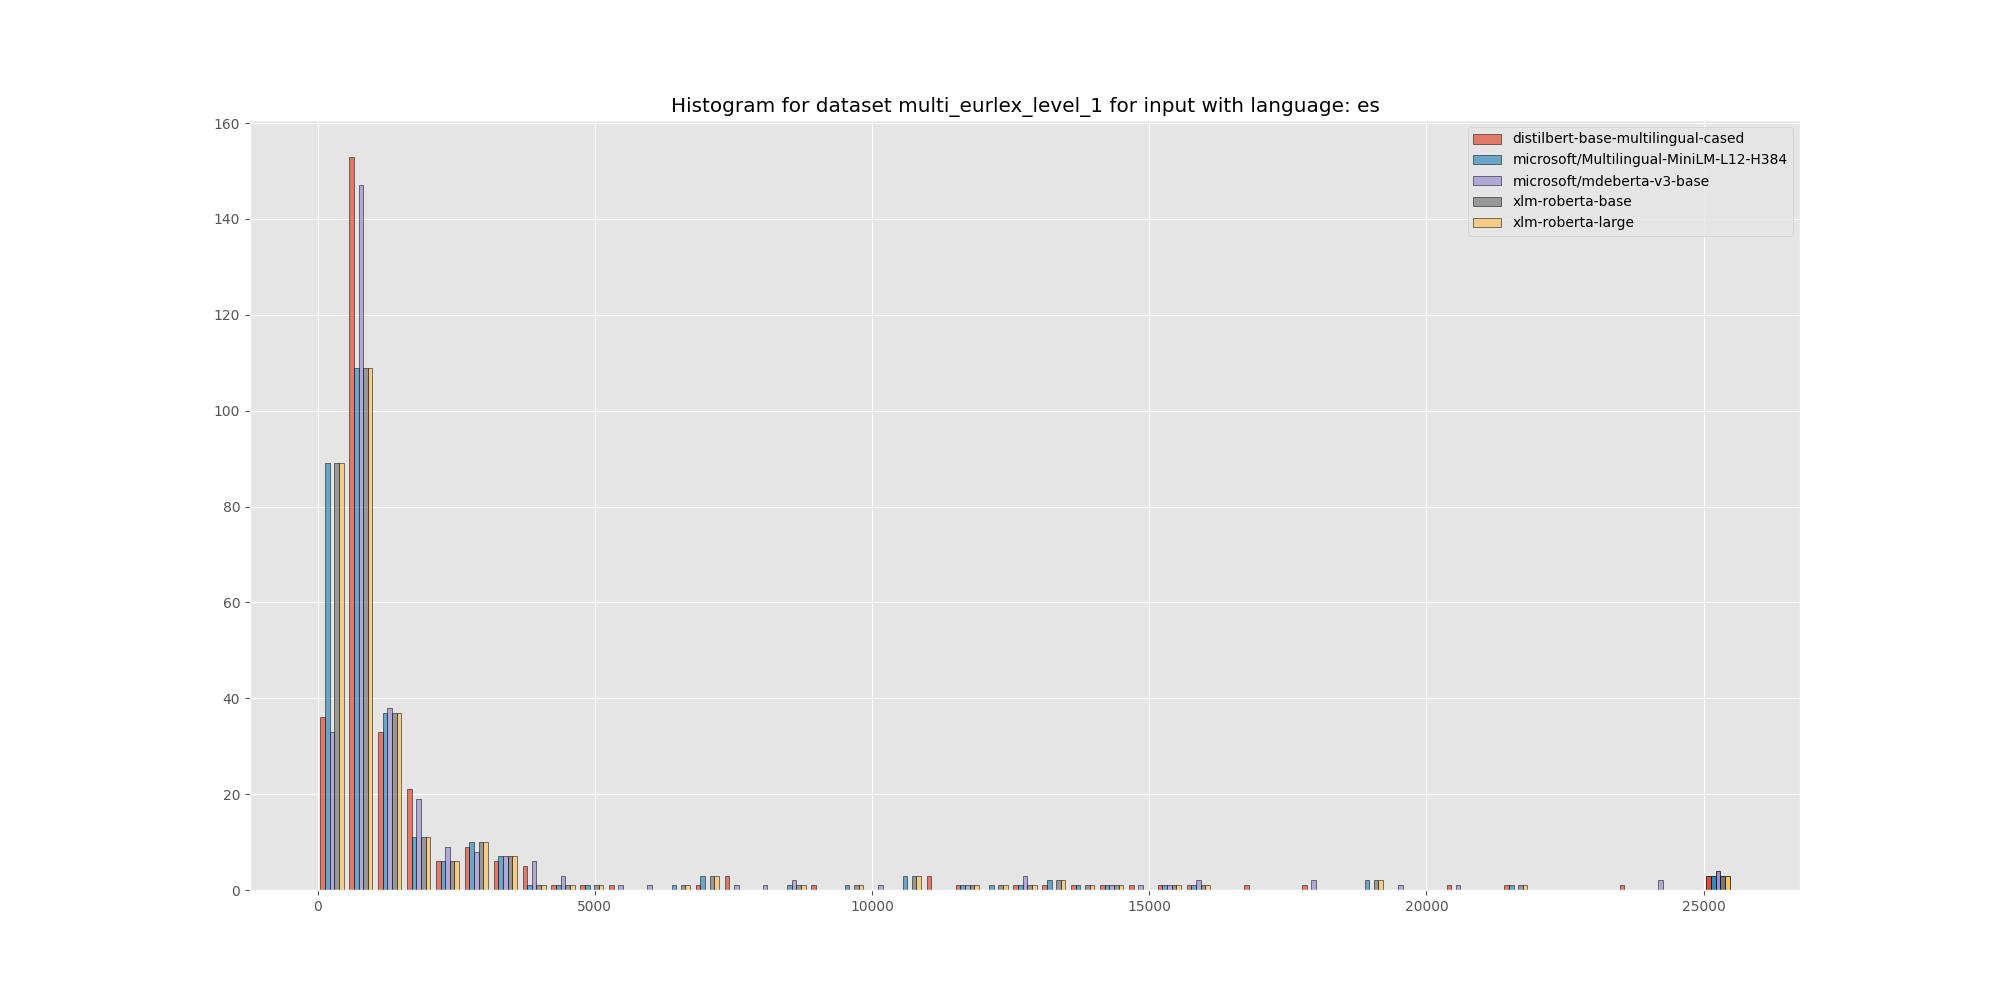 Histogram for dataset multi_eurlex_level_1 for input with language: es
160
140
120
100
80
60
40
20
0
distilbert-base-multilingual-cased
microsoft/Multilingual-MiniLM-L12-H384
microsoft/mdeberta-v3-base
xlm-roberta-base
xlm-roberta-large
0 5000 10000 15000 20000 25000